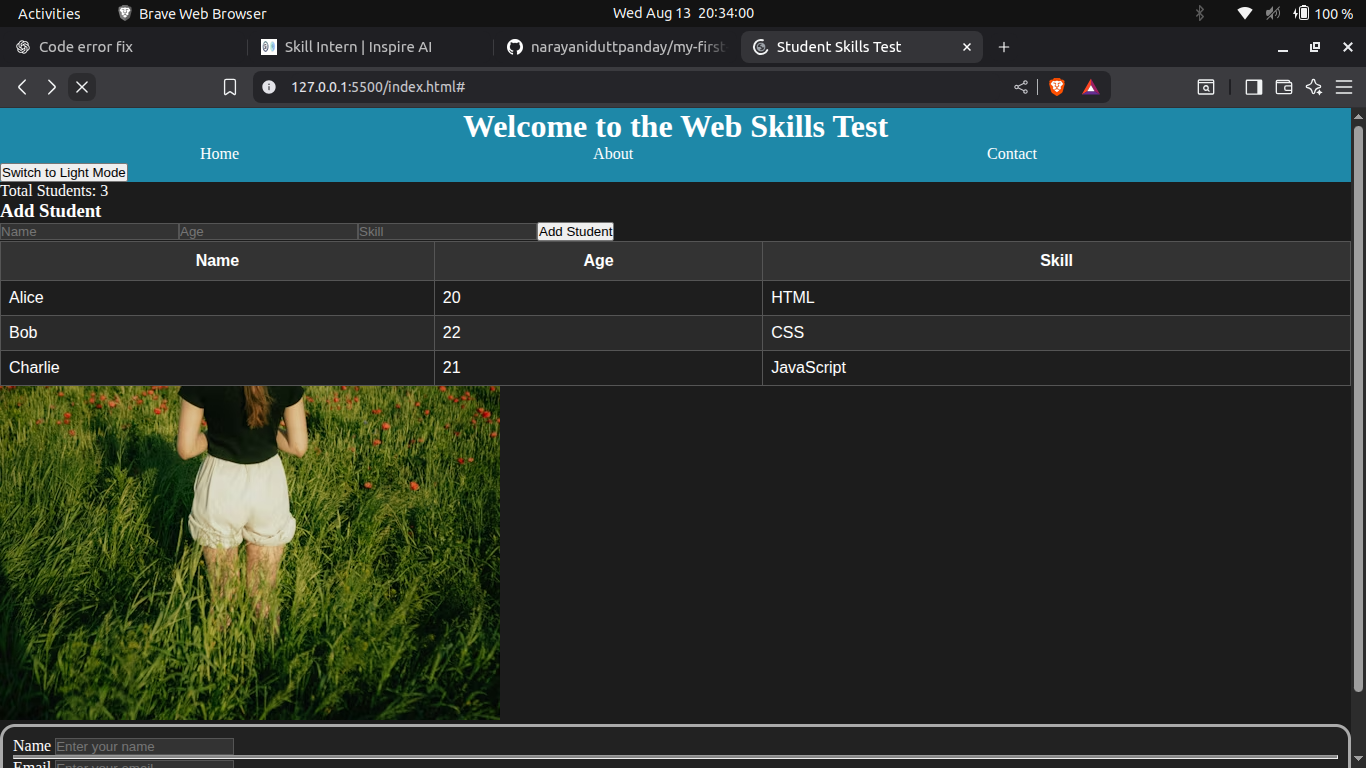 Activities Brave Web Browser Wed Aug 13 20:34:00 100 %
Code error fix Skill Intern | Inspire AI narayaniduttpanday/my-first Student Skills Test
127.0.0.1:5500/index.html#
Welcome to the Web Skills Test
Home About Contact
Switch to Light Mode
Total Students: 3
Add Student
Name Age Skill Add Student
Name Age Skill
Alice 20 HTML
Bob 22 CSS
Charlie 21 JavaScript
Name Enter your name
Email Enter your email